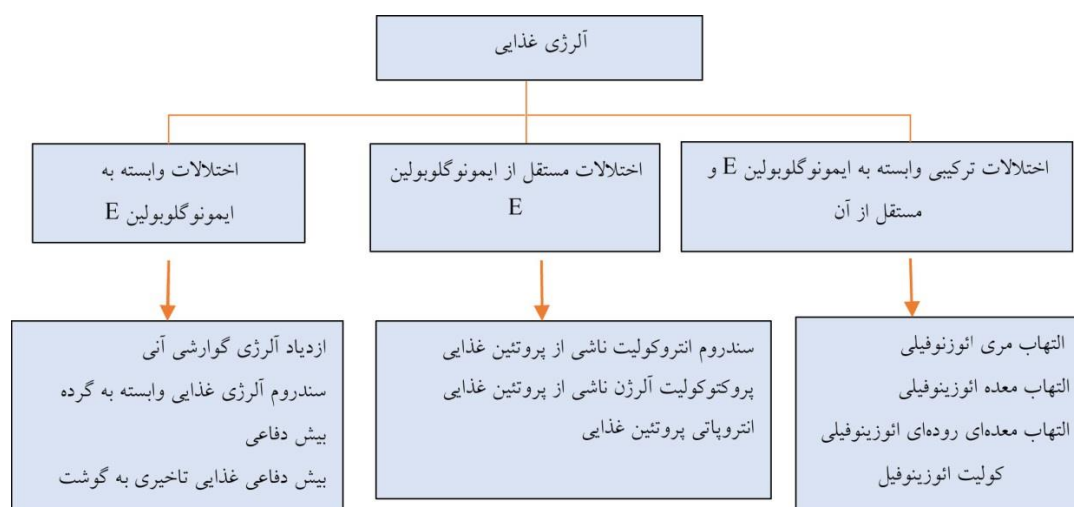 آلرژی غذایی
اختلالات ترکیبی وابسته به ایمونوگلوبولین E و
مستقل از آن
اختلالات مستقل از ایمونوگلوبولین
E
اختلالات وابسته به
ایمونوگلوبولین E
التهاب مری ائوزنوفیلی
التهاب معده ائوزینوفیلی
التهاب معده‌ای روده‌ای ائوزینوفیلی
کولیت ائوزینوفیل
سندروم انتروکولیت ناشی از پروتئین غذایی
پروکتوکولیت آلرژن ناشی از پروتئین غذایی
انتروپاتی پروتئین غذایی
ازدیاد آلرژی گوارشی آنی
سندروم آلرژی غذایی وابسته به گرده
بیش دفاعی
بیش دفاعی غذایی تاخیری به گوشت